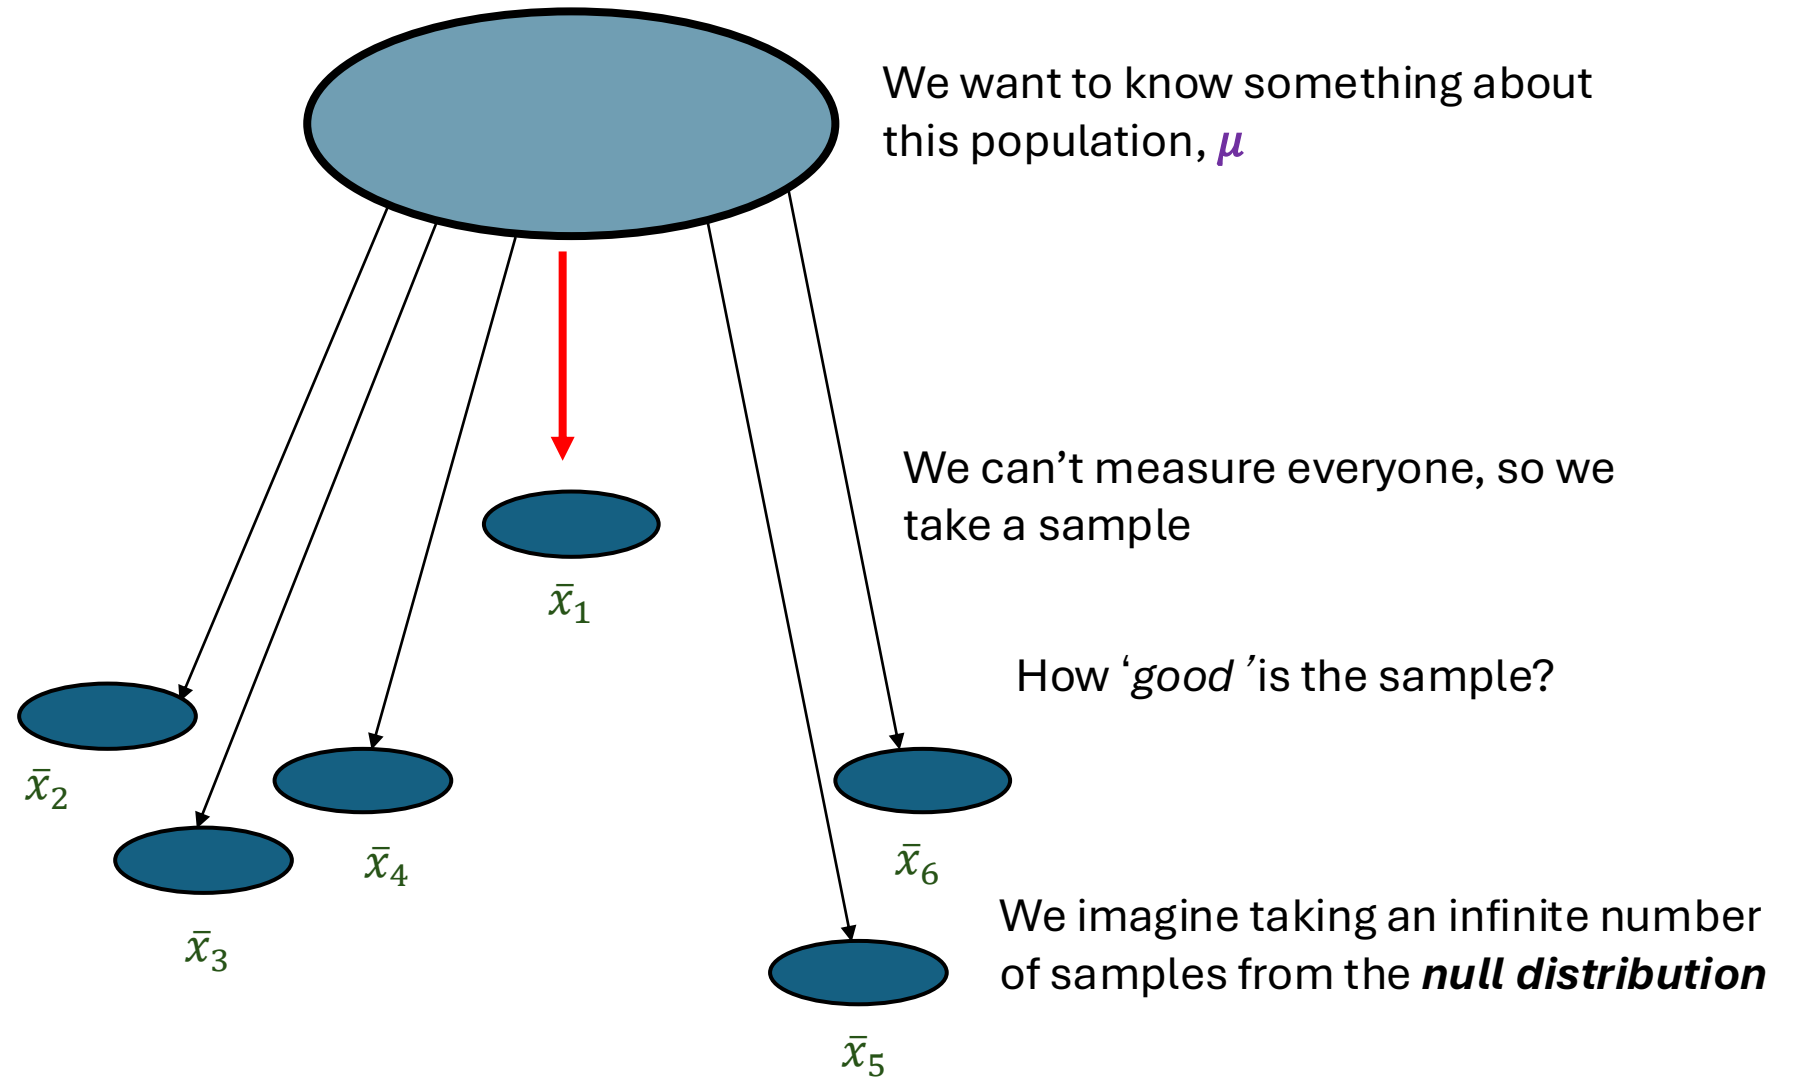 We want to know something about
this population, μ
We can’t measure everyone, so we
take a sample
x̄₁
How ‘good ’is the sample?
x̄₂
x̄₄
x̄₆
x̄₃
We imagine taking an infinite number
of samples from the null distribution
x̄₅